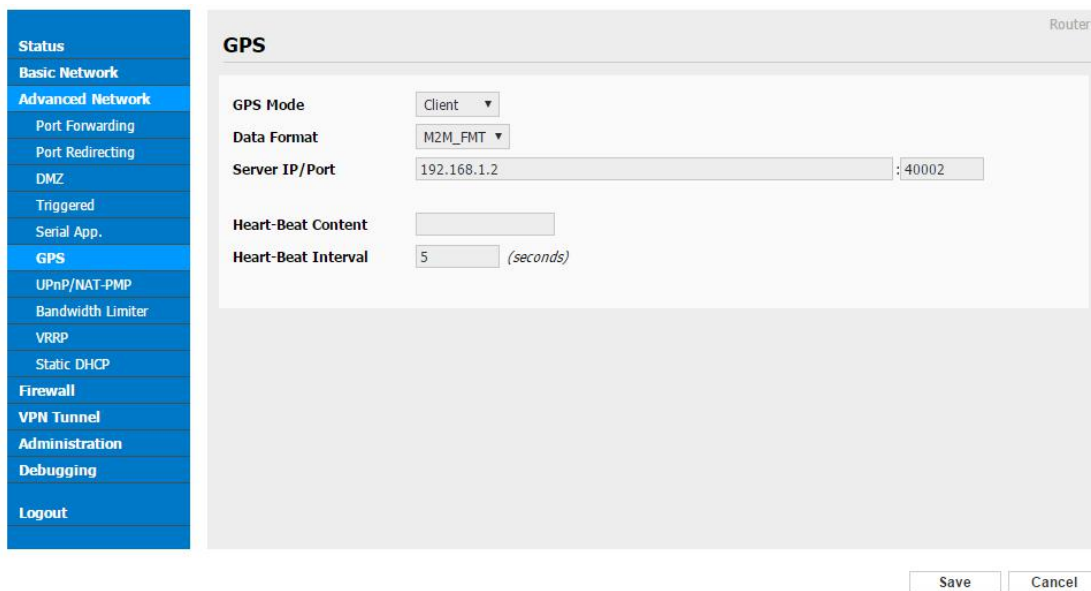 Router
Status
Basic Network
Advanced Network
Port Forwarding
Port Redirecting
DMZ
Triggered
Serial App.
GPS
UPnP/NAT-PMP
Bandwidth Limiter
VRRP
Static DHCP
Firewall
VPN Tunnel
Administration
Debugging
Logout
GPS
GPS Mode Client
Data Format M2M_FMT
Server IP/Port 192.168.1.2 : 40002
Heart-Beat Content
Heart-Beat Interval 5 (seconds)
Save Cancel